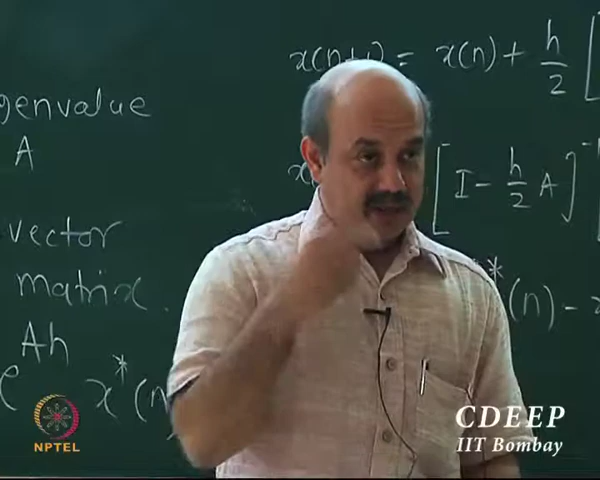 x(n+1) = x(n) + h/2 [
genvalue
A
[I - h/2 A]
vector
matrix.
e^Ah
x*(n) -
x*(n
NPTEL
CDEEP
IIT Bombay